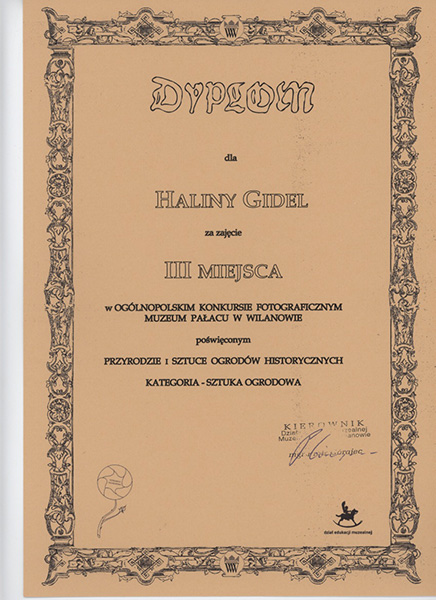 DYPLOM
dla
HALINY GIDEL
za zajęcie
III MIEJSCA
w OGÓLNOPOLSKIM KONKURSIE FOTOGRAFICZNYM
MUZEUM PAŁACU W WILANOWIE
poświęconym
PRZYRODZIE i SZTUCE OGRODÓW HISTORYCZNYCH
KATEGORIA - SZTUKA OGRODOWA
KIEROWNIK
dział edukacji muzealnej